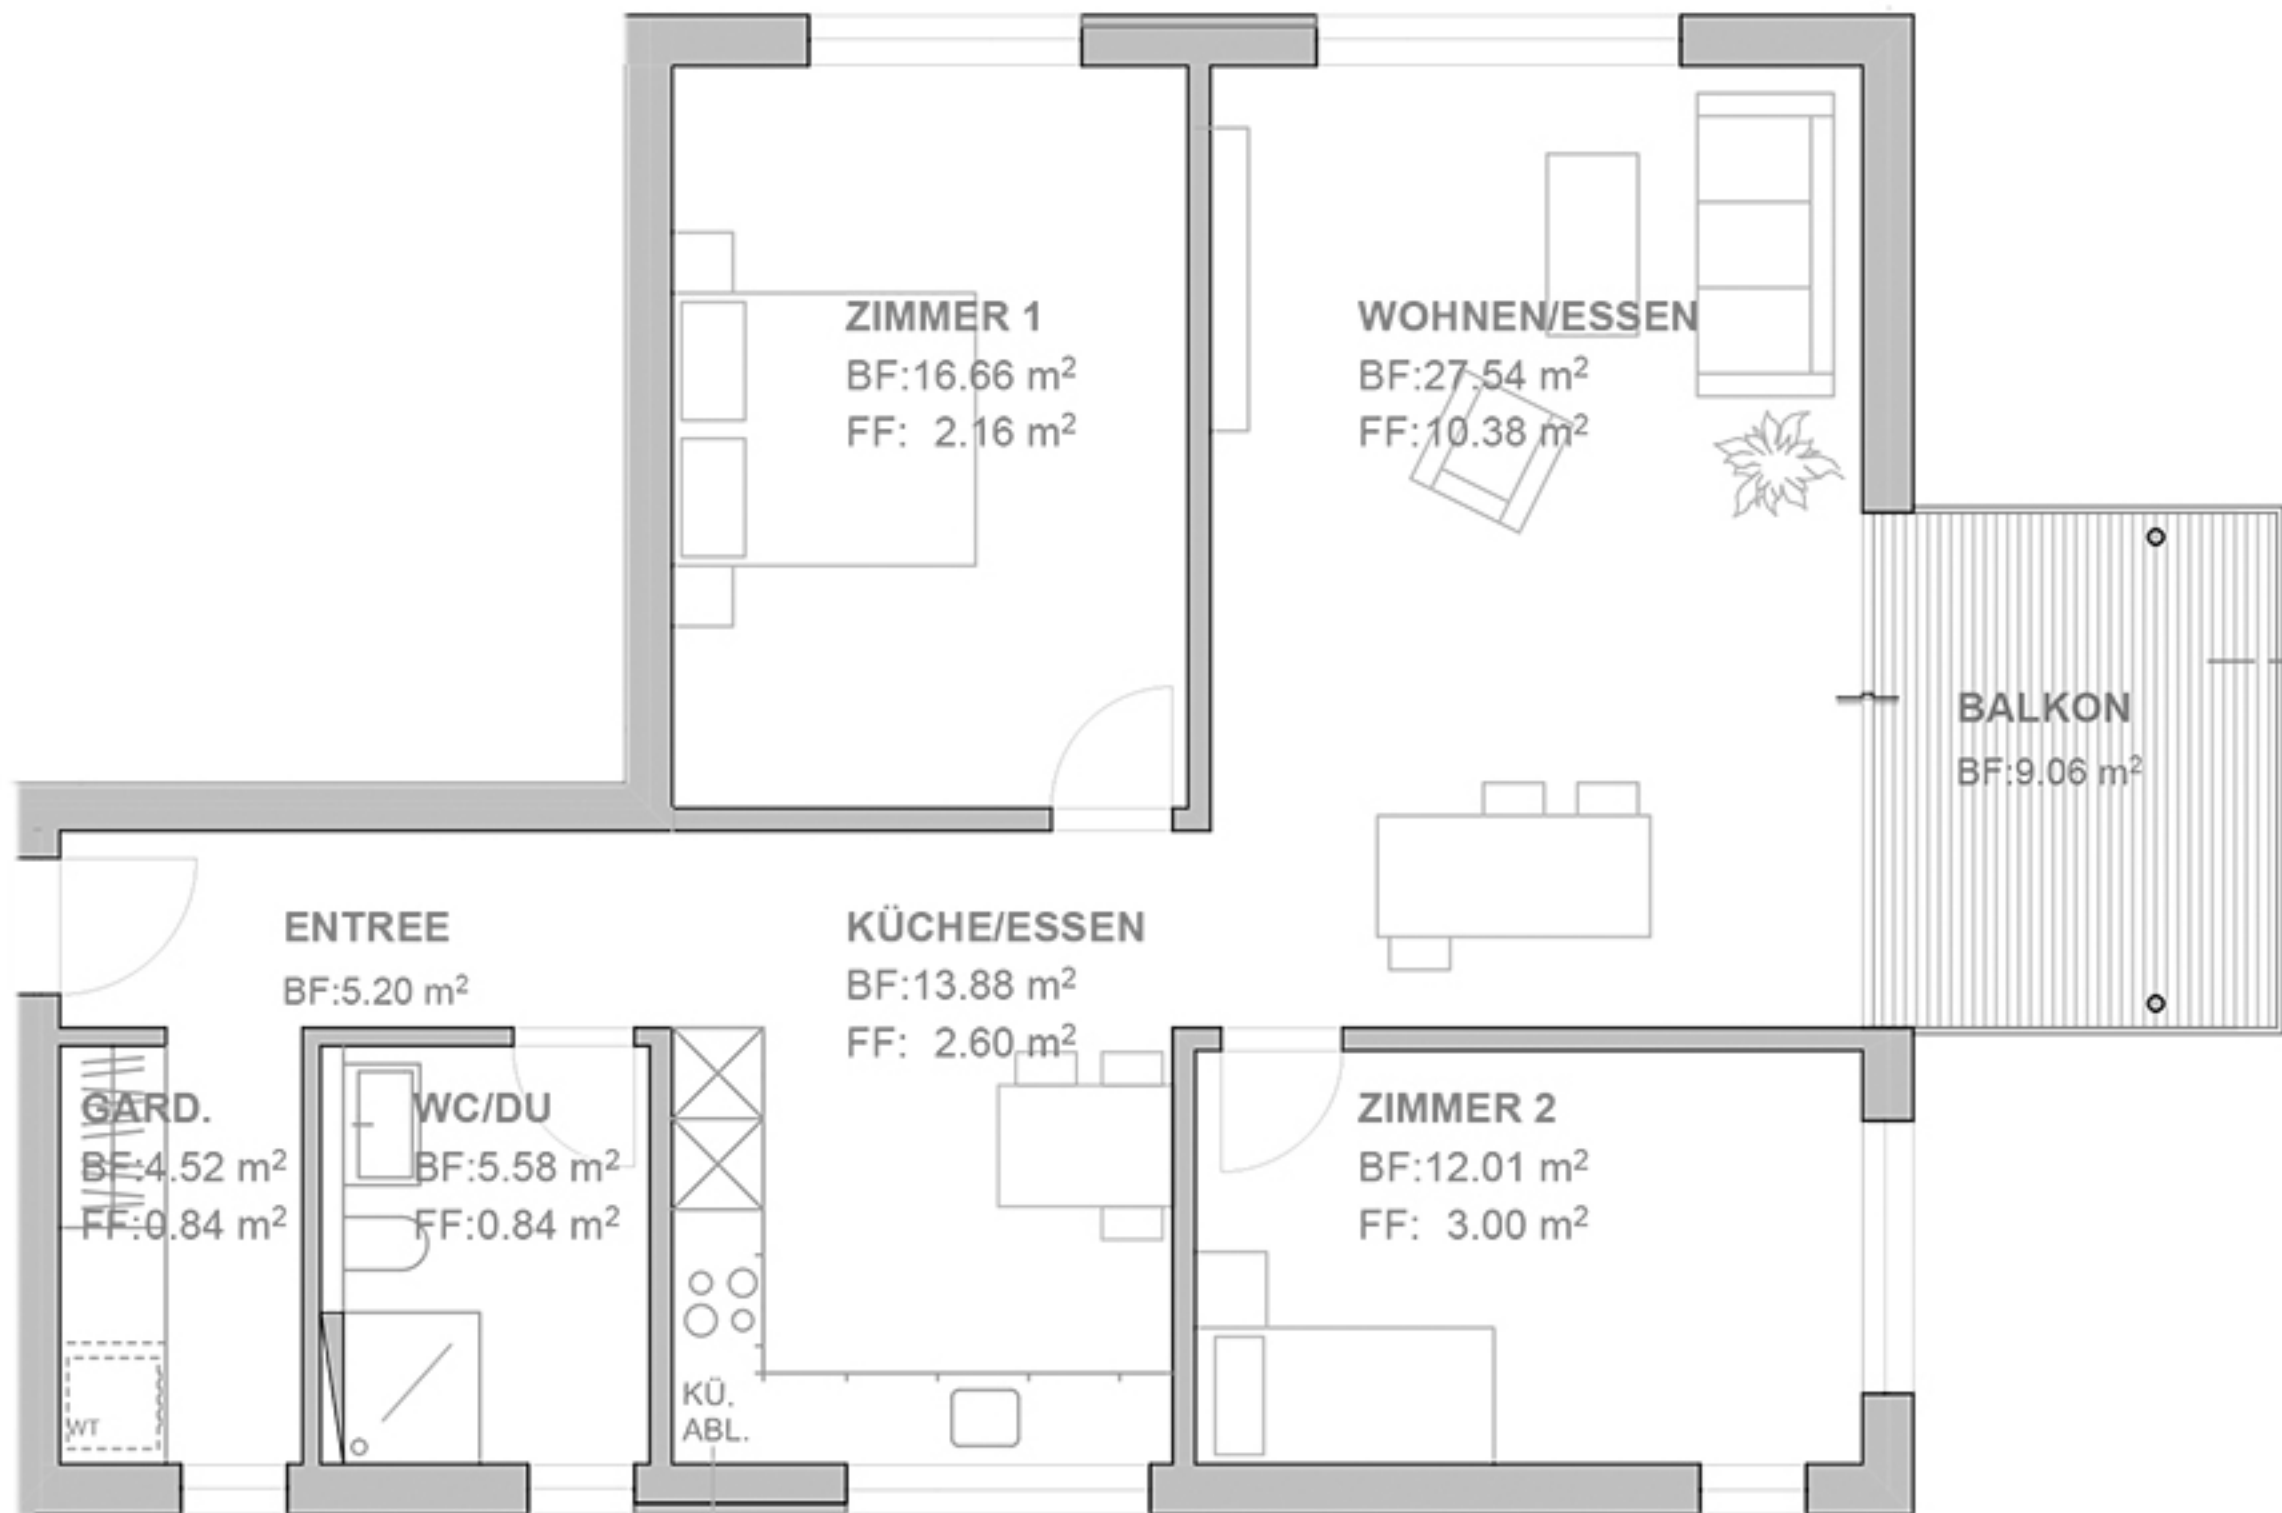 ZIMMER 1
BF:16.66 m²
FF: 2.16 m²
WOHNEN/ESSEN
BF:27.54 m²
FF:10.38 m²
BALKON
BF:9.06 m²
ENTREE
BF:5.20 m²
KÜCHE/ESSEN
BF:13.88 m²
FF: 2.60 m²
GARD.
BF:4.52 m²
FF:0.84 m²
WC/DU
BF:5.58 m²
FF:0.84 m²
ZIMMER 2
BF:12.01 m²
FF: 3.00 m²
KÜ.
ABL.
WT